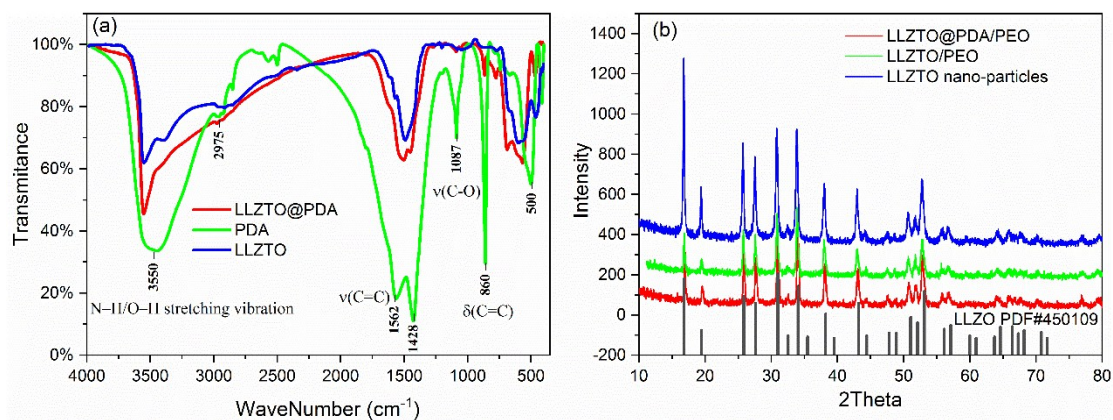 (a)
100%
80%
60%
40%
20%
0%
Transmitance
4000 3500 3000 2500 2000 1500 1000 500
WaveNumber (cm⁻¹)
2975
3550
N–H/O–H stretching vibration
LLZTO@PDA
PDA
LLZTO
ν(C=C)
1562
1428
1087
ν(C-O)
860
δ(C=C)
500
(b)
LLZTO@PDA/PEO
LLZTO/PEO
LLZTO nano-particles
1400
1200
1000
800
600
400
200
0
-200
Intensity
LLZO PDF#450109
10 20 30 40 50 60 70 80
2Theta